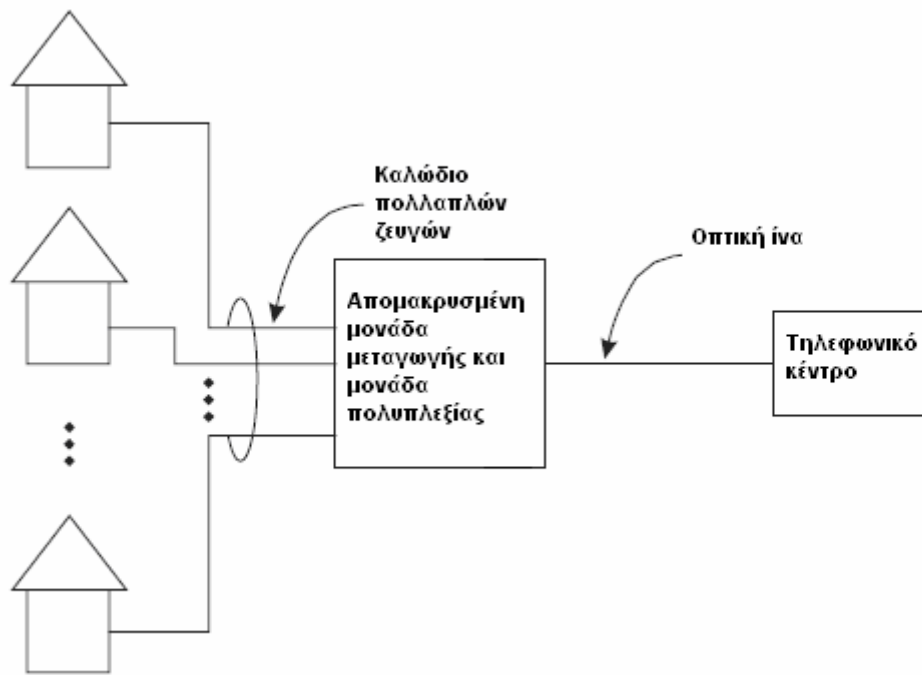 Καλώδιο
πολλαπλών
ζευγών
Οπτική ίνα
Απομακρυσμένη
μονάδα
μεταγωγής και
μονάδα
πολυπλεξίας
Τηλεφωνικό
κέντρο